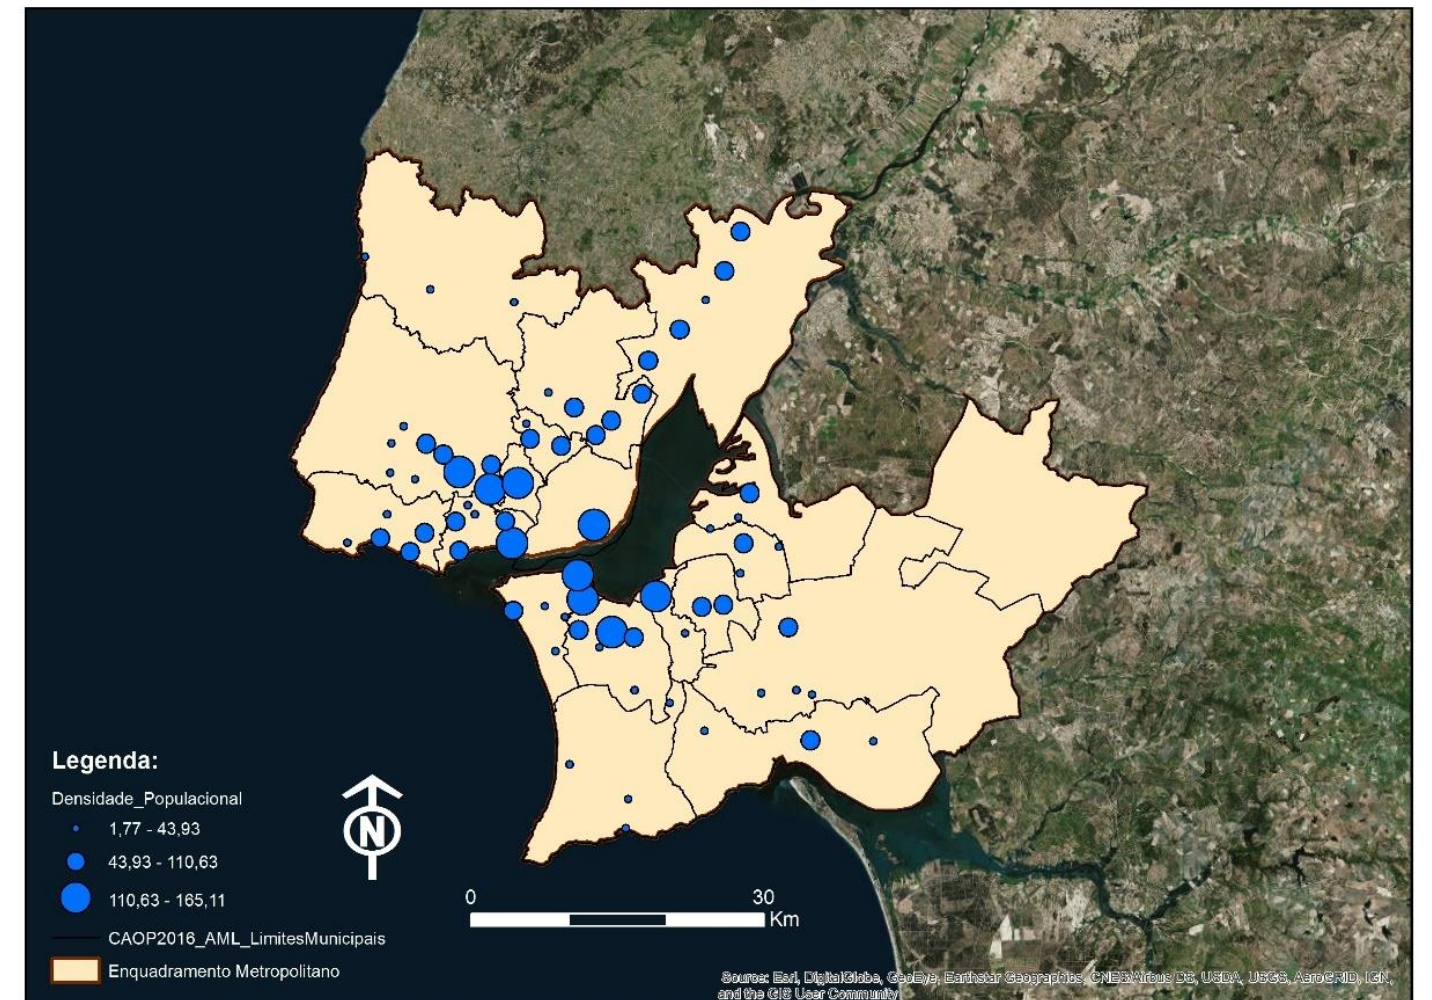 Legenda:
Densidade_Populacional
1,77 - 43,93
43,93 - 110,63
110,63 - 165,11
CAOP2016_AML_LimitesMunicipais
Enquadramento Metropolitano
N
0 30
Km
Source: Esri, DigitalGlobe, GeoEye, Earthstar Geographics, CNES/Airbus DS, USDA, USGS, AeroGRID, IGN,
and the GIS User Community